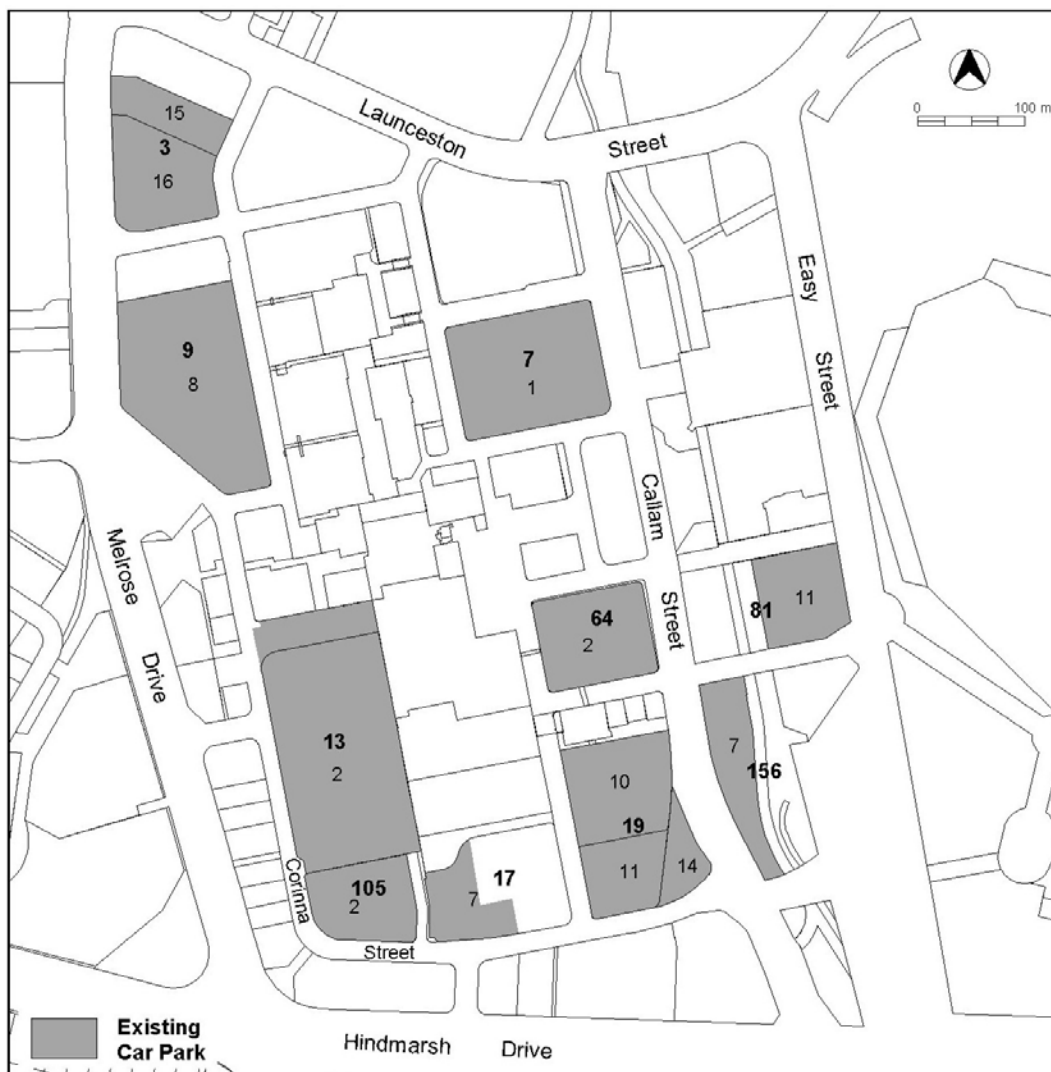 0 100 m
Launceston
Street
15
3
16
Easy
Street
9
8
7
1
Callam
Street
Melrose
Drive
64
2
81
11
13
2
7
156
10
19
11
14
Corinna
Street
105
2
17
7
Existing
Car Park
Hindmarsh Drive